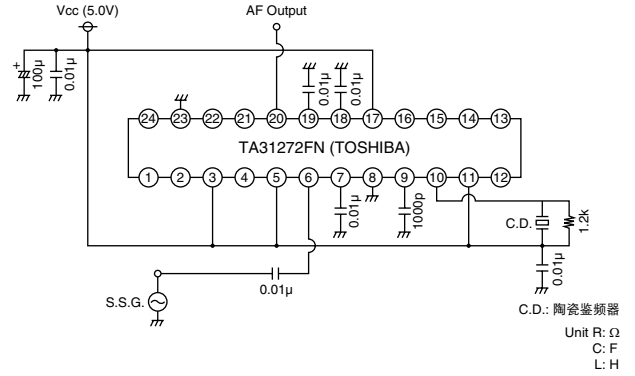 Vcc (5.0V)
AF Output
+
100μ
0.01μ
0.01μ
0.01μ
24 23 22 21 20 19 18 17 16 15 14 13
TA31272FN (TOSHIBA)
1 2 3 4 5 6 7 8 9 10 11 12
0.01μ
1000p
C.D.
1.2k
0.01μ
0.01μ
S.S.G.
C.D.: 陶瓷鉴频器
Unit R: Ω
C: F
L: H